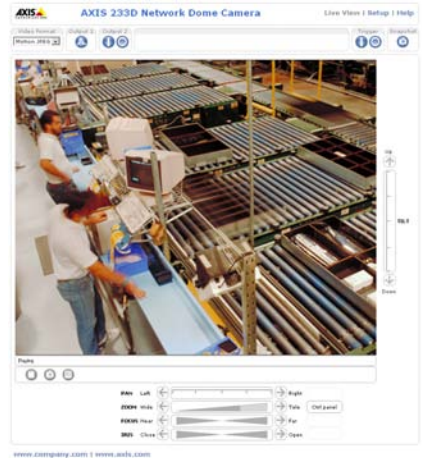 AXIS
AXIS 233D Network Dome Camera
Live View | Setup | Help
Video Format
Output 1
Output 2
Trigger
Snapshot
Motion JPEG
Up
Tilt
Down
Playing
PAN Left Right
ZOOM Wide Tele Ctrl panel
FOCUS Near Far
IRIS Close Open
www.company.com | www.axis.com